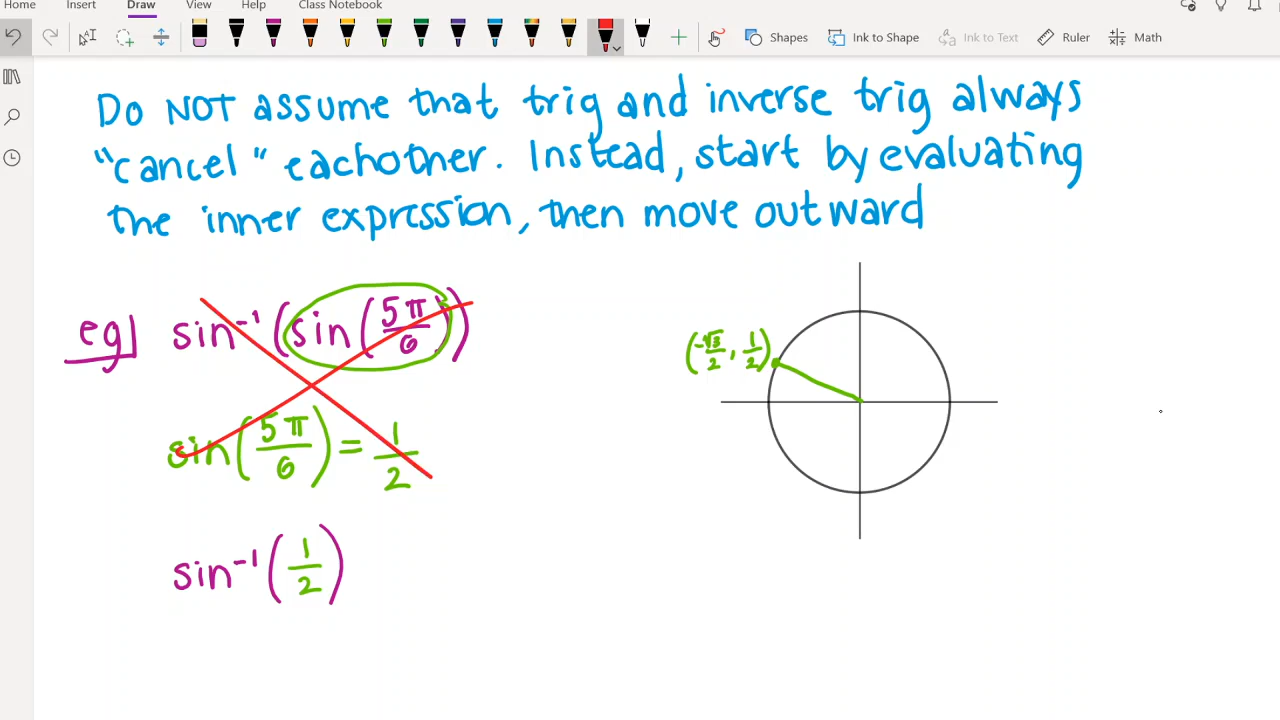 Home Insert Draw View Help Class Notebook
Shapes Ink to Shape Ink to Text Ruler Math
Do NOT assume that trig and inverse trig always
"cancel" eachother. Instead, start by evaluating
the inner expression, then move outward
eg] sin⁻¹(sin(5π/6))
(-√3/2, 1/2)
sin(5π/6) = 1/2
sin⁻¹(1/2)